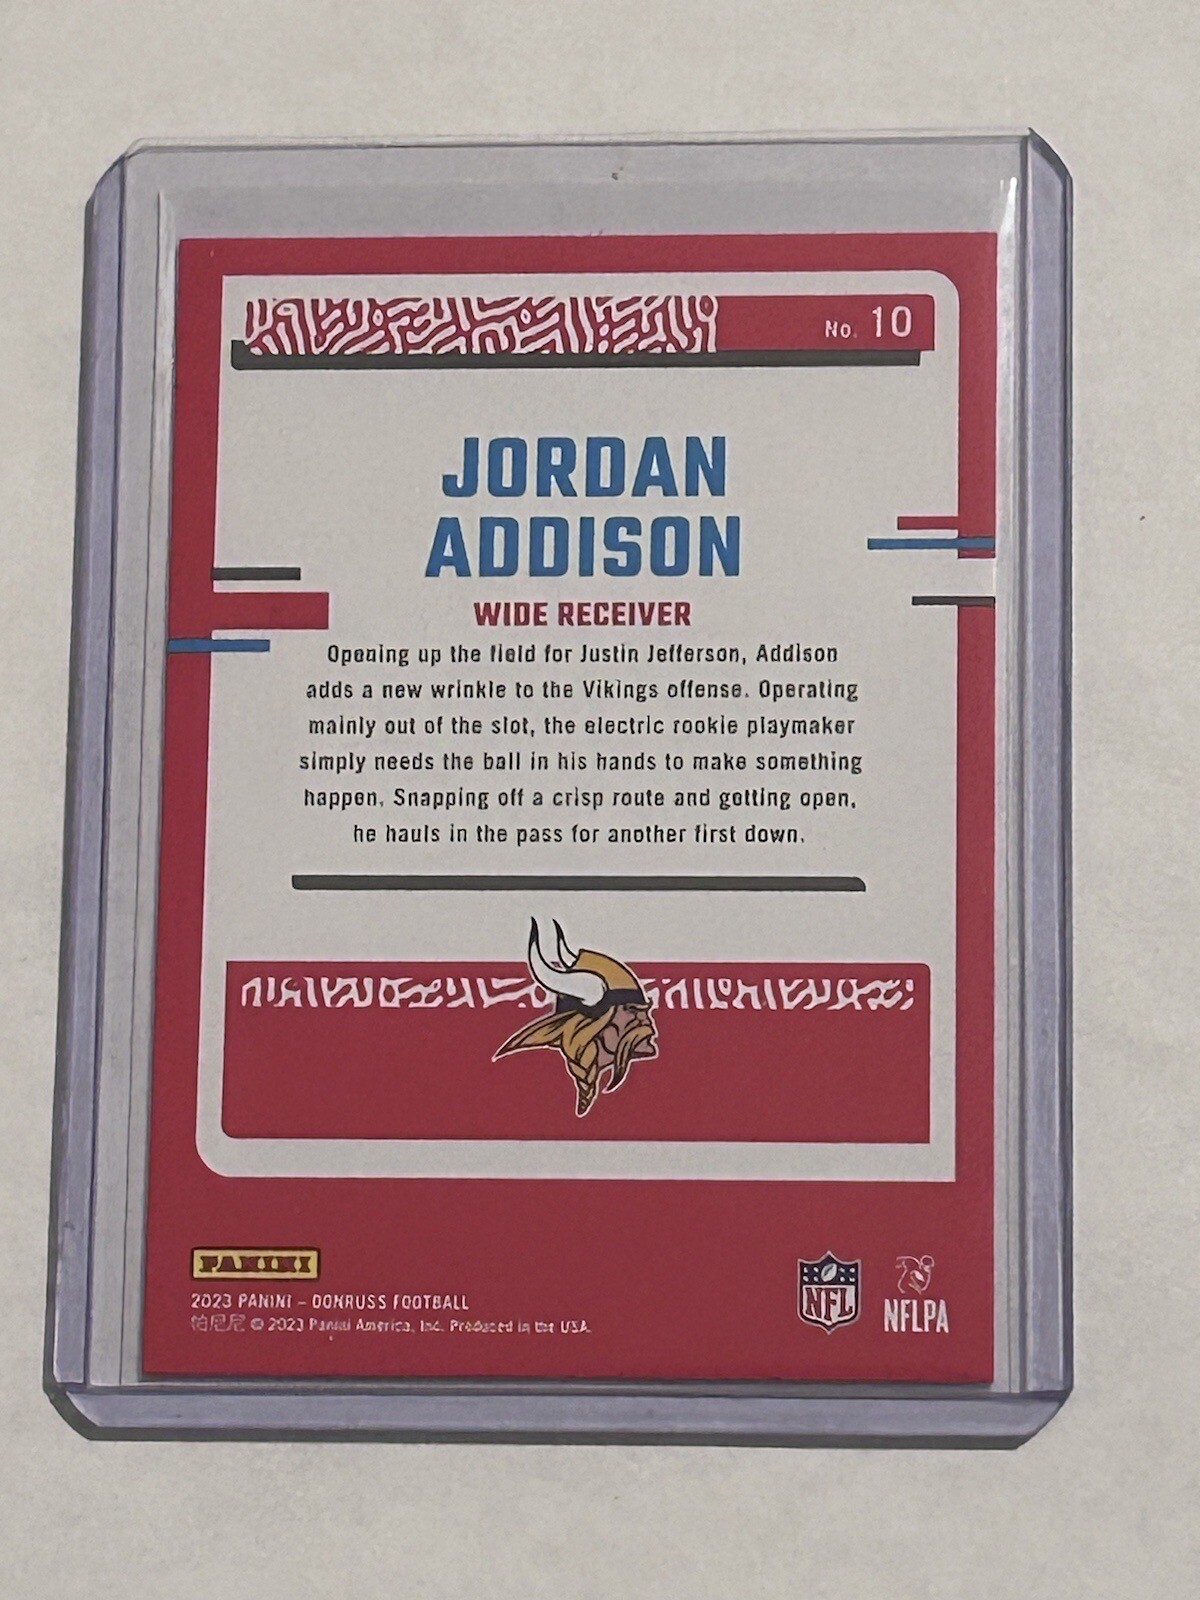 No. 10
JORDAN
ADDISON
WIDE RECEIVER
Opening up the field for Justin Jefferson, Addison
adds a new wrinkle to the Vikings offense. Operating
mainly out of the slot, the electric rookie playmaker
simply needs the ball in his hands to make something
happen. Snapping off a crisp route and getting open,
he hauls in the pass for another first down.
PANINI
2023 PANINI – DONRUSS FOOTBALL
帕尼尼 © 2023 Panini America, Inc. Produced in the USA.
NFL
NFLPA